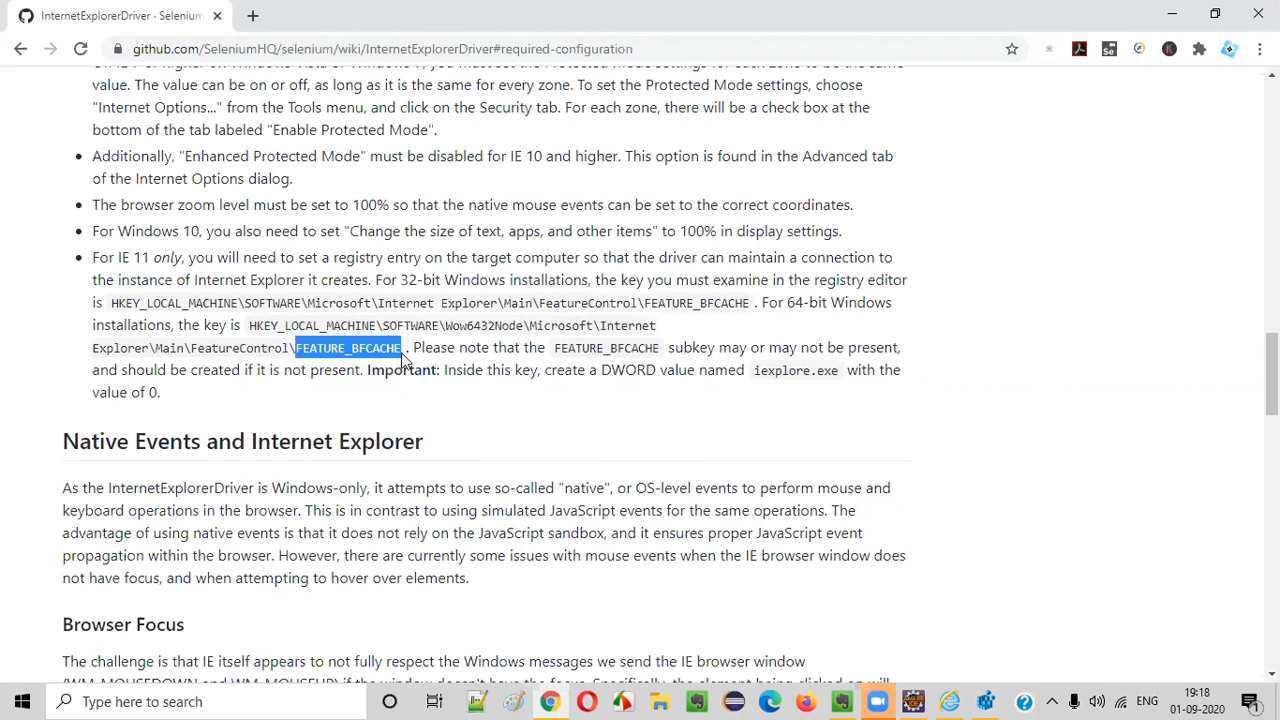 InternetExplorerDriver · Seleniu
github.com/SeleniumHQ/selenium/wiki/InternetExplorerDriver#required-configuration
value. The value can be on or off, as long as it is the same for every zone. To set the Protected Mode settings, choose
"Internet Options..." from the Tools menu, and click on the Security tab. For each zone, there will be a check box at the
bottom of the tab labeled "Enable Protected Mode".
Additionally, "Enhanced Protected Mode" must be disabled for IE 10 and higher. This option is found in the Advanced tab
of the Internet Options dialog.
The browser zoom level must be set to 100% so that the native mouse events can be set to the correct coordinates.
For Windows 10, you also need to set "Change the size of text, apps, and other items" to 100% in display settings.
For IE 11 only, you will need to set a registry entry on the target computer so that the driver can maintain a connection to
the instance of Internet Explorer it creates. For 32-bit Windows installations, the key you must examine in the registry editor
is HKEY_LOCAL_MACHINE\SOFTWARE\Microsoft\Internet Explorer\Main\FeatureControl\FEATURE_BFCACHE . For 64-bit Windows
installations, the key is HKEY_LOCAL_MACHINE\SOFTWARE\Wow6432Node\Microsoft\Internet
Explorer\Main\FeatureControl\FEATURE_BFCACHE . Please note that the FEATURE_BFCACHE subkey may or may not be present,
and should be created if it is not present. Important: Inside this key, create a DWORD value named iexplore.exe with the
value of 0.
Native Events and Internet Explorer
As the InternetExplorerDriver is Windows-only, it attempts to use so-called "native", or OS-level events to perform mouse and
keyboard operations in the browser. This is in contrast to using simulated JavaScript events for the same operations. The
advantage of using native events is that it does not rely on the JavaScript sandbox, and it ensures proper JavaScript event
propagation within the browser. However, there are currently some issues with mouse events when the IE browser window does
not have focus, and when attempting to hover over elements.
Browser Focus
The challenge is that IE itself appears to not fully respect the Windows messages we send the IE browser window
Type here to search
ENG
19:18
01-09-2020